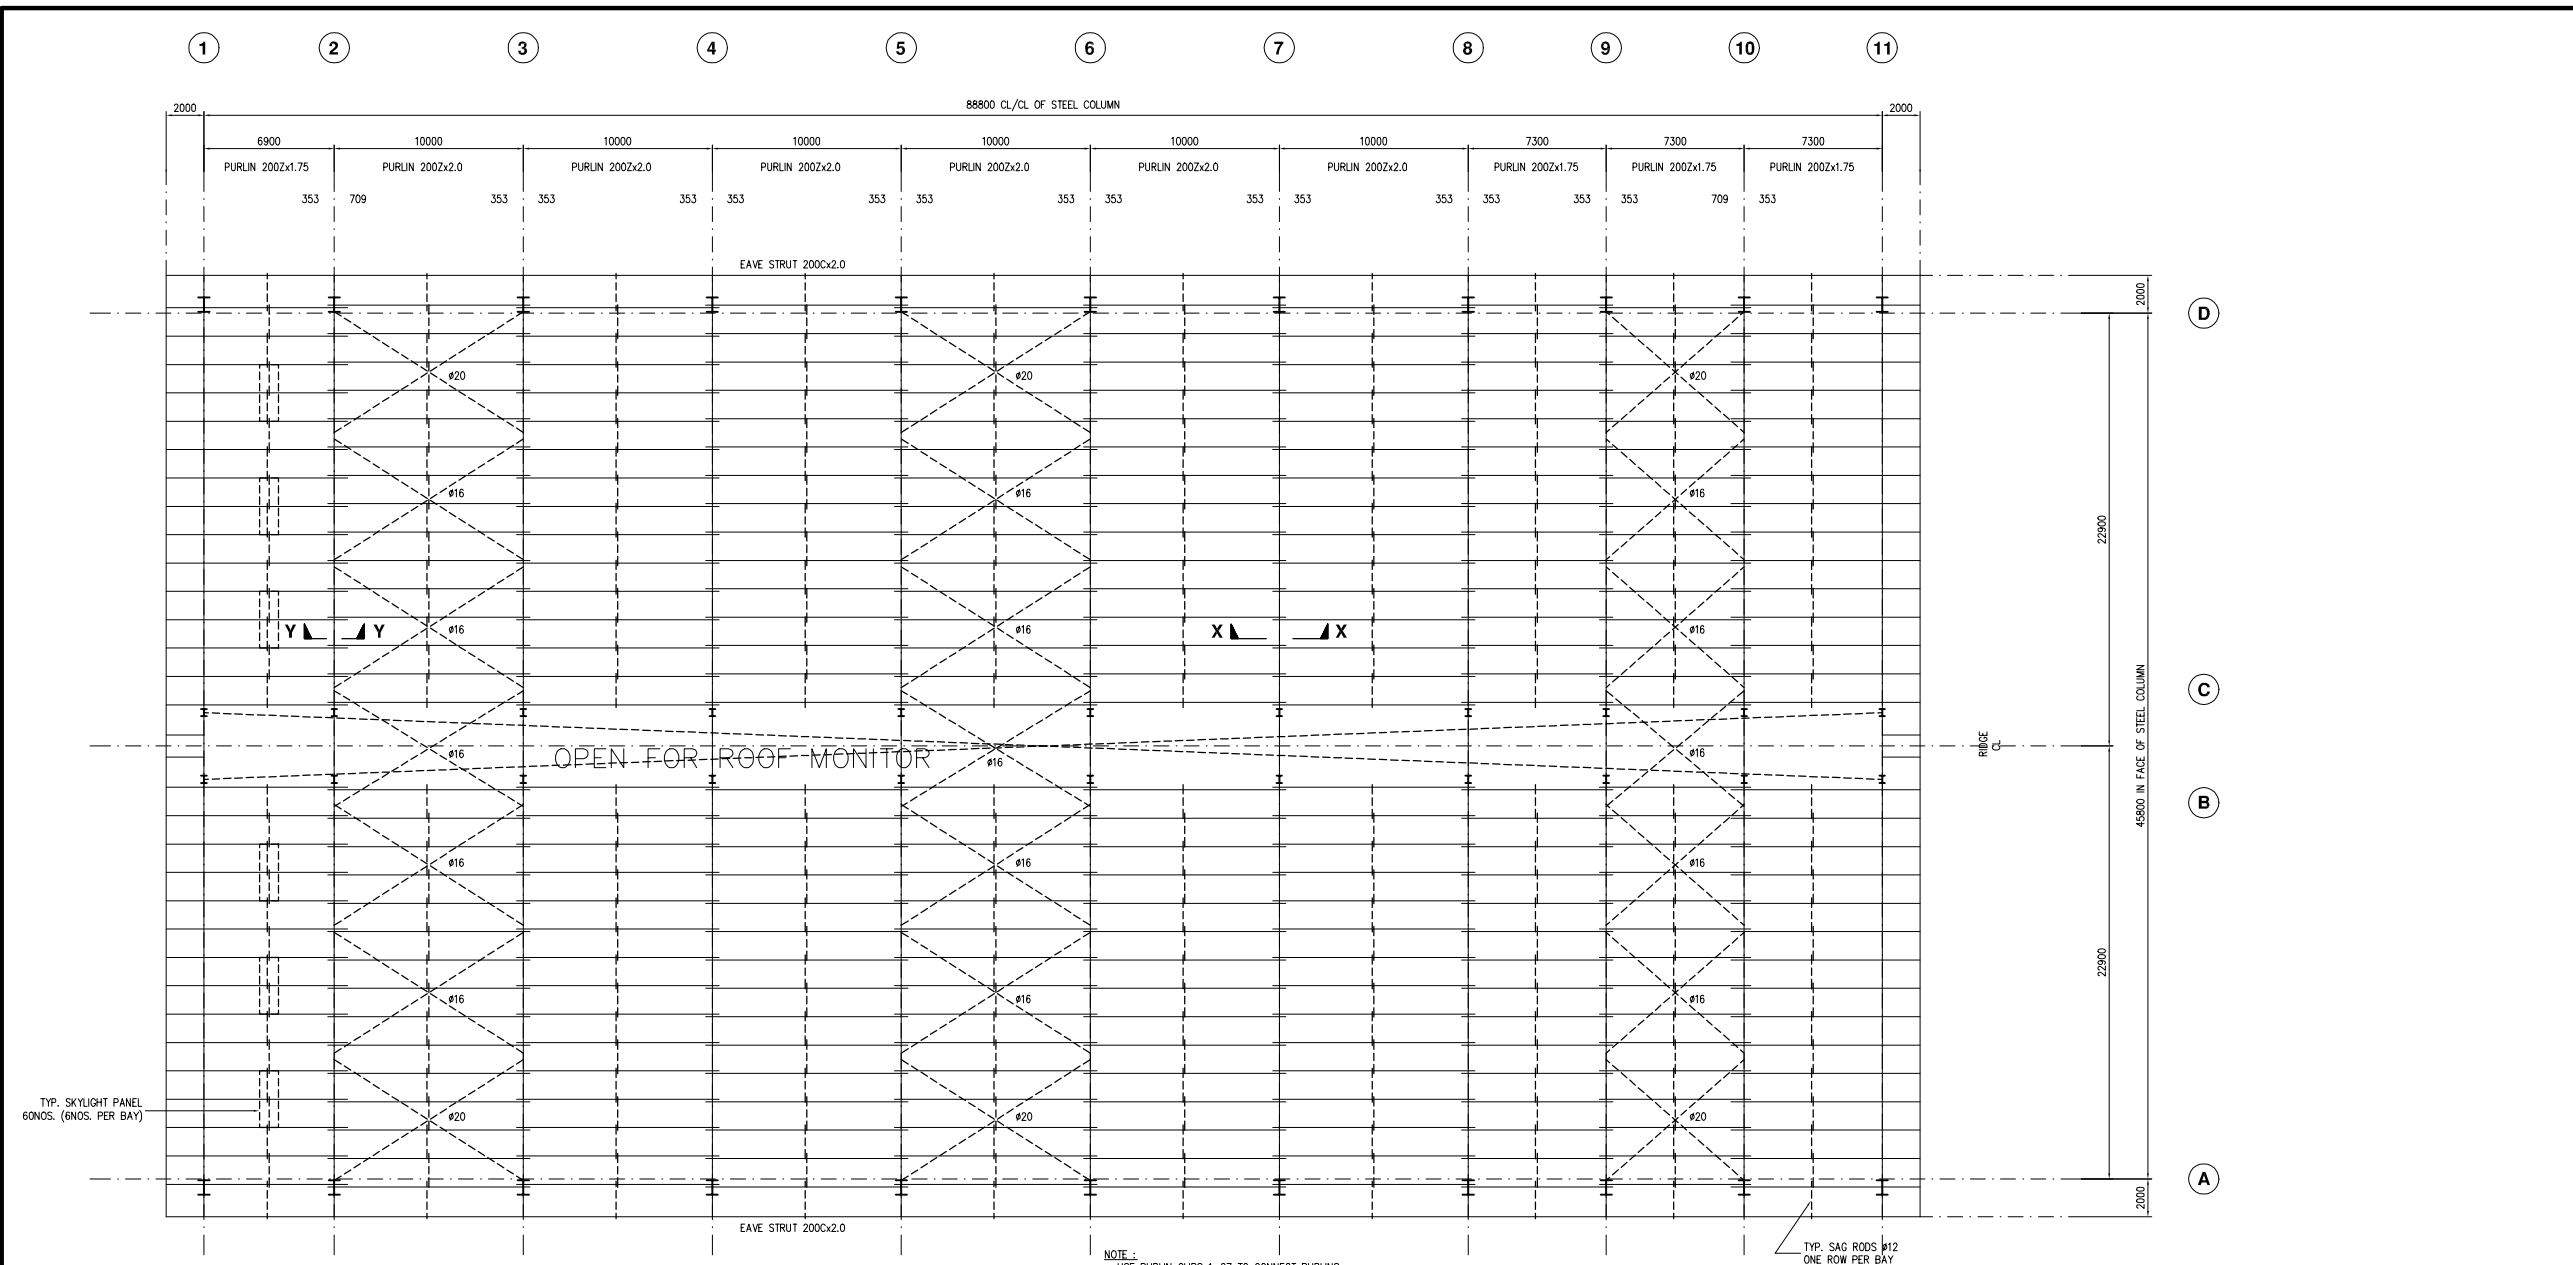 1 2 3 4 5 6 7 8 9 10 11
2000 88800 CL/CL OF STEEL COLUMN 2000
6900 10000 10000 10000 10000 10000 10000 7300 7300 7300
PURLIN 200Zx1.75 PURLIN 200Zx2.0 PURLIN 200Zx2.0 PURLIN 200Zx2.0 PURLIN 200Zx2.0 PURLIN 200Zx2.0 PURLIN 200Zx2.0 PURLIN 200Zx1.75 PURLIN 200Zx1.75 PURLIN 200Zx1.75
353 709 353 353 353 353 353 353 353 353 353 353 353 353 353 353 709 353
EAVE STRUT 200Cx2.0
2000
D
ø20 ø20 ø20
ø16 ø16 ø16
22900
ø16 ø16 ø16
Y Y X X
C
45800 IN FACE OF STEEL COLUMN
RIDGE
CL
ø16 ø16 ø16
OPEN FOR ROOF MONITOR
B
ø16 ø16 ø16
22900
ø16 ø16 ø16
TYP. SKYLIGHT PANEL
60NOS. (6NOS. PER BAY)
ø20 ø20 ø20
A
2000
EAVE STRUT 200Cx2.0
TYP. SAG RODS ø12
ONE ROW PER BAY
NOTE :